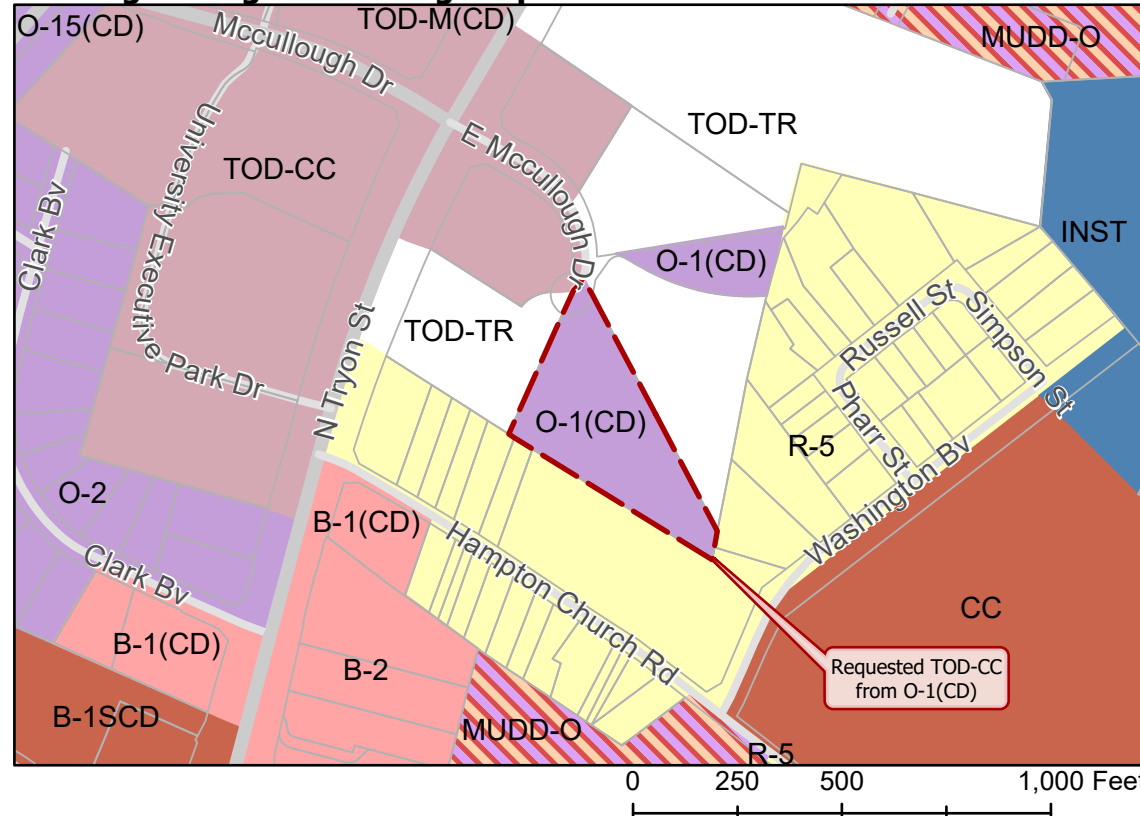 O-15(CD)
Mccullough Dr
TOD-M(CD)
MUDD-O
TOD-TR
E Mccullough Dr
University Executive Park Dr
TOD-CC
Clark Bv
INST
O-1(CD)
Russell St
Simpson St
TOD-TR
N Tryon St
Pharr St
O-1(CD)
R-5
Washington Bv
O-2
B-1(CD)
Hampton Church Rd
Clark Bv
CC
B-1(CD)
B-2
Requested TOD-CC
from O-1(CD)
B-1SCD
MUDD-O
R-5
0 250 500 1,000 Feet